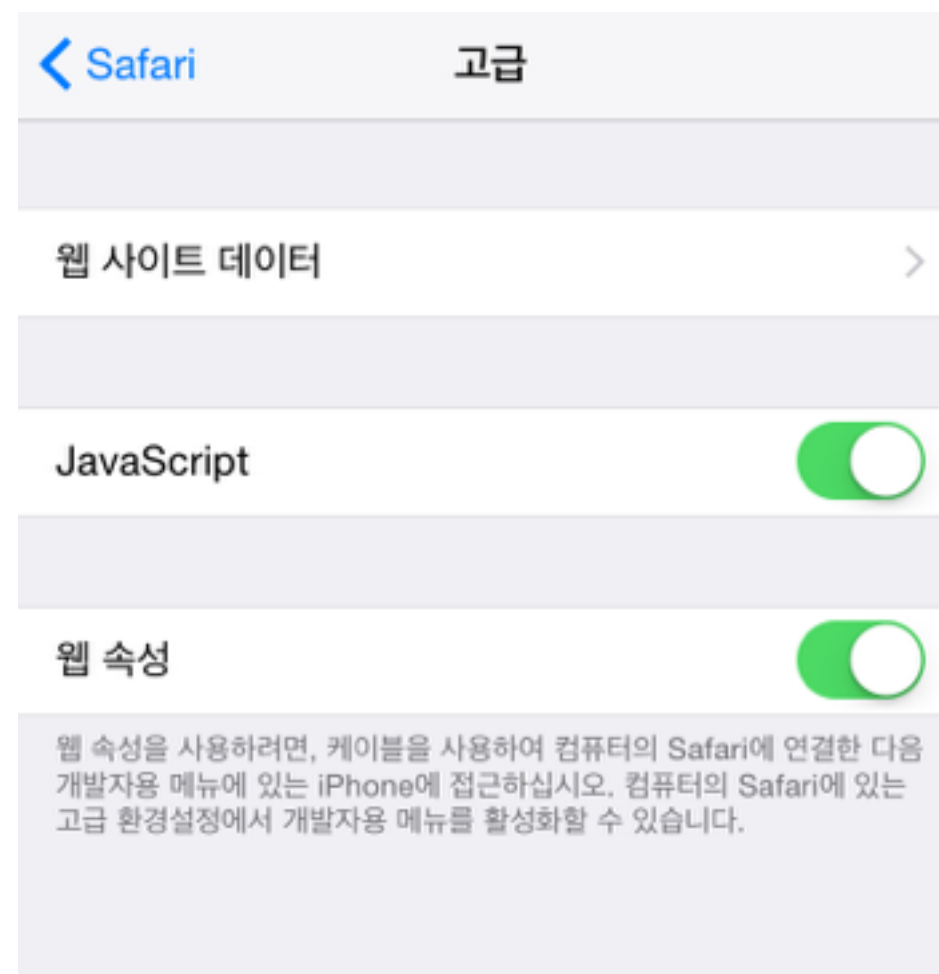 Safari
고급
웹 사이트 데이터
JavaScript
웹 속성
웹 속성을 사용하려면, 케이블을 사용하여 컴퓨터의 Safari에 연결한 다음
개발자용 메뉴에 있는 iPhone에 접근하십시오. 컴퓨터의 Safari에 있는
고급 환경설정에서 개발자용 메뉴를 활성화할 수 있습니다.